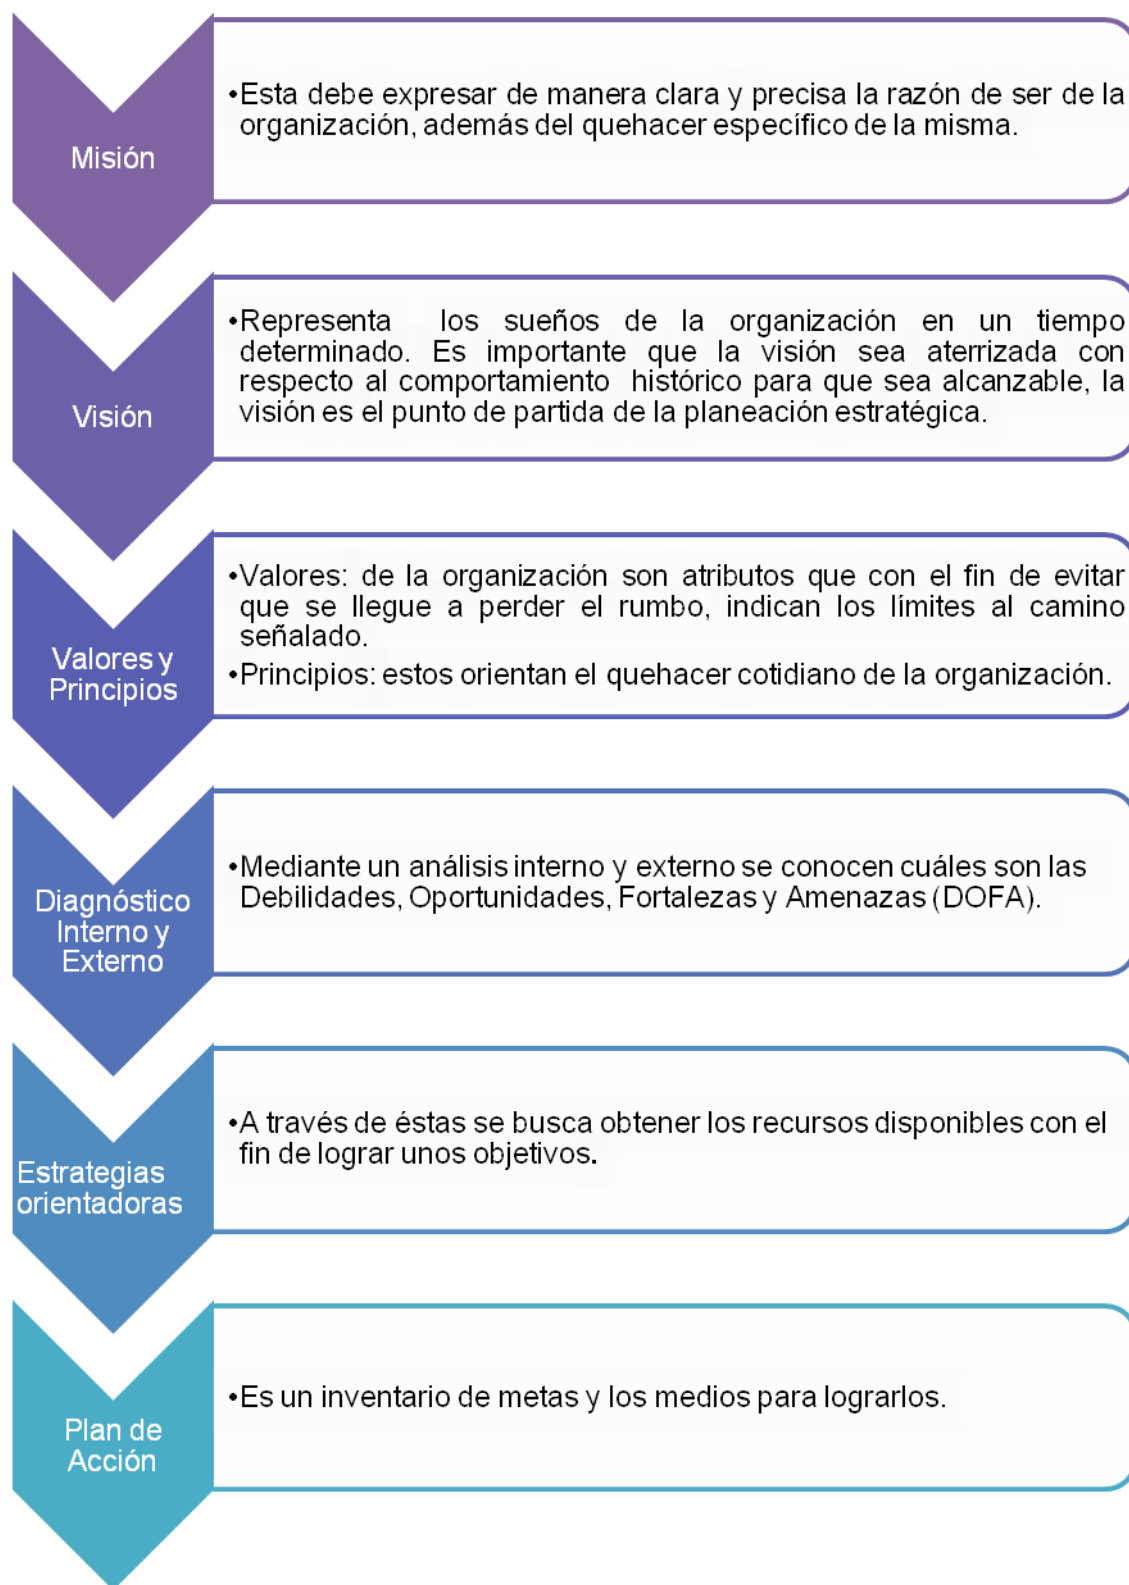 Misión
•Esta debe expresar de manera clara y precisa la razón de ser de la
organización, además del quehacer específico de la misma.
Visión
•Representa los sueños de la organización en un tiempo
determinado. Es importante que la visión sea aterrizada con
respecto al comportamiento histórico para que sea alcanzable, la
visión es el punto de partida de la planeación estratégica.
Valores y
Principios
•Valores: de la organización son atributos que con el fin de evitar
que se llegue a perder el rumbo, indican los límites al camino
señalado.
•Principios: estos orientan el quehacer cotidiano de la organización.
Diagnóstico
Interno y
Externo
•Mediante un análisis interno y externo se conocen cuáles son las
Debilidades, Oportunidades, Fortalezas y Amenazas (DOFA).
Estrategias
orientadoras
•A través de éstas se busca obtener los recursos disponibles con el
fin de lograr unos objetivos.
Plan de
Acción
•Es un inventario de metas y los medios para lograrlos.